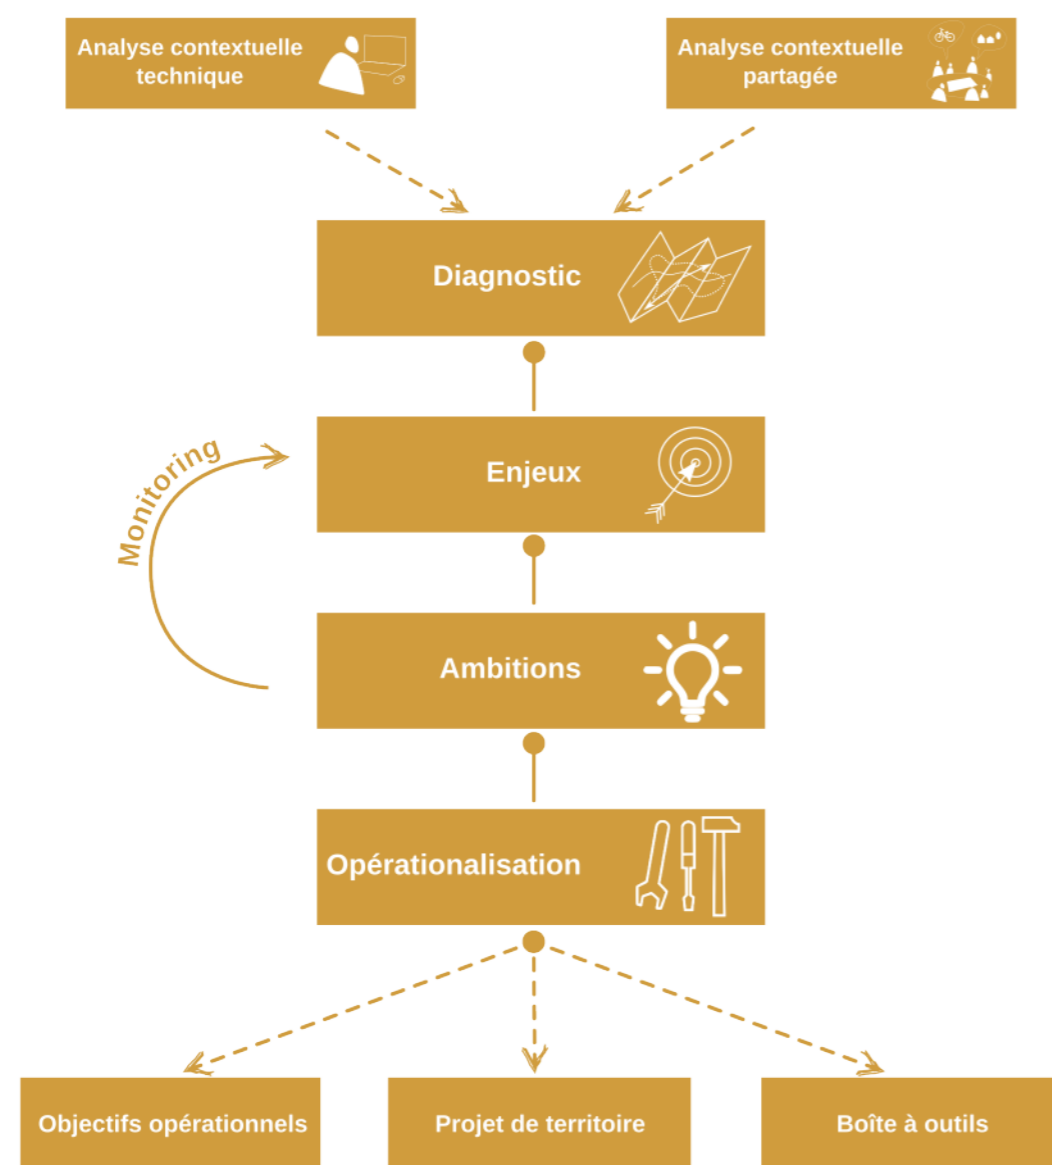 Analyse contextuelle
technique
Analyse contextuelle
partagée
Diagnostic
Enjeux
Monitoring
Ambitions
Opérationalisation
Objectifs opérationnels
Projet de territoire
Boîte à outils